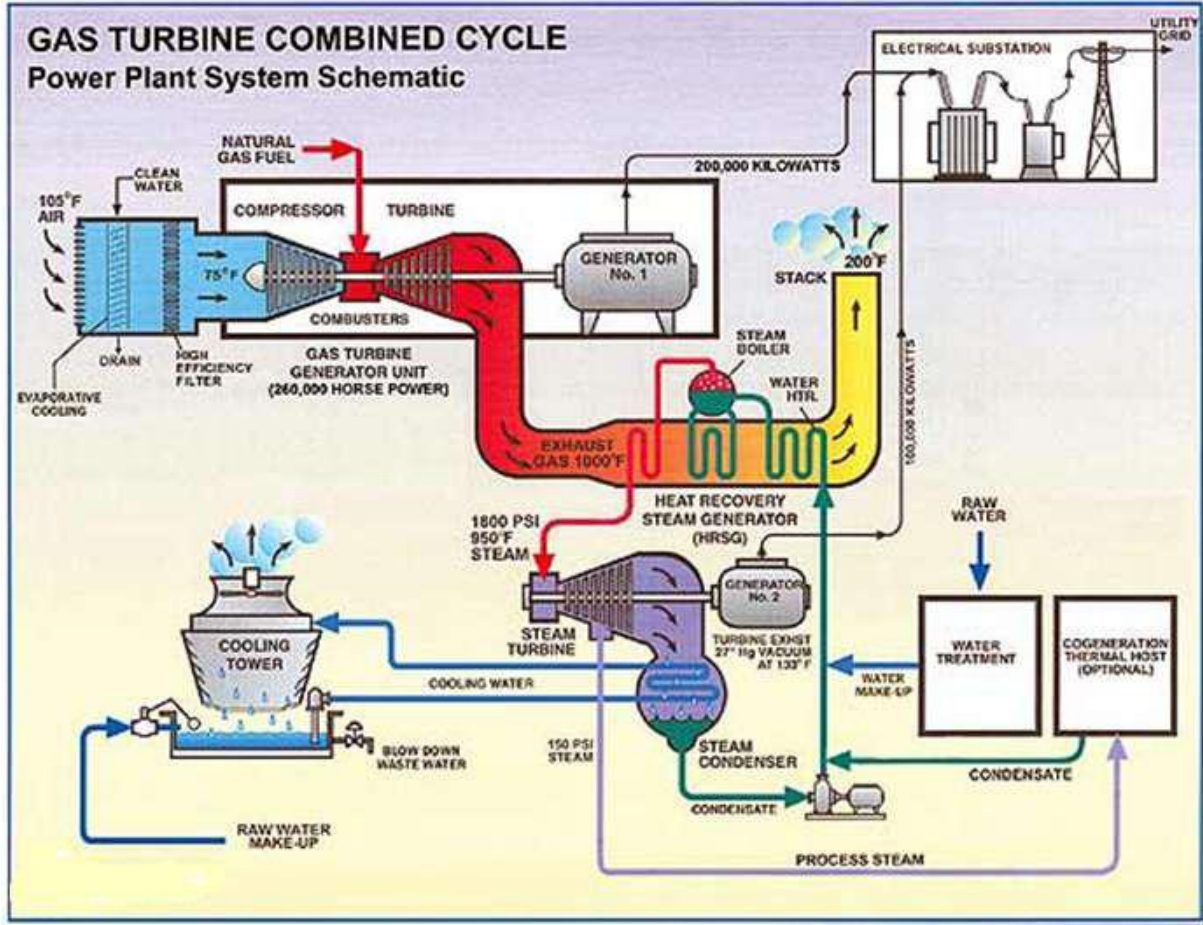 GAS TURBINE COMBINED CYCLE
Power Plant System Schematic
UTILITY
GRID
ELECTRICAL SUBSTATION
NATURAL
GAS FUEL
200,000 KILOWATTS
CLEAN
WATER
105°F
AIR
COMPRESSOR
TURBINE
75°F
GENERATOR
No. 1
STACK
200°F
COMBUSTERS
DRAIN
HIGH
EFFICIENCY
FILTER
GAS TURBINE
GENERATOR UNIT
(260,000 HORSE POWER)
EVAPORATIVE
COOLING
STEAM
BOILER
WATER
HTR.
100,000 KILOWATTS
EXHAUST
GAS 1000°F
HEAT RECOVERY
STEAM GENERATOR
(HRSG)
1800 PSI
950°F
STEAM
RAW
WATER
GENERATOR
No. 2
STEAM
TURBINE
TURBINE EXHST
27" Hg VACUUM
AT 133°F
COOLING
TOWER
COOLING WATER
WATER
TREATMENT
COGENERATION
THERMAL HOST
(OPTIONAL)
WATER
MAKE-UP
150 PSI
STEAM
STEAM
CONDENSER
BLOW DOWN
WASTE WATER
CONDENSATE
CONDENSATE
RAW WATER
MAKE-UP
PROCESS STEAM